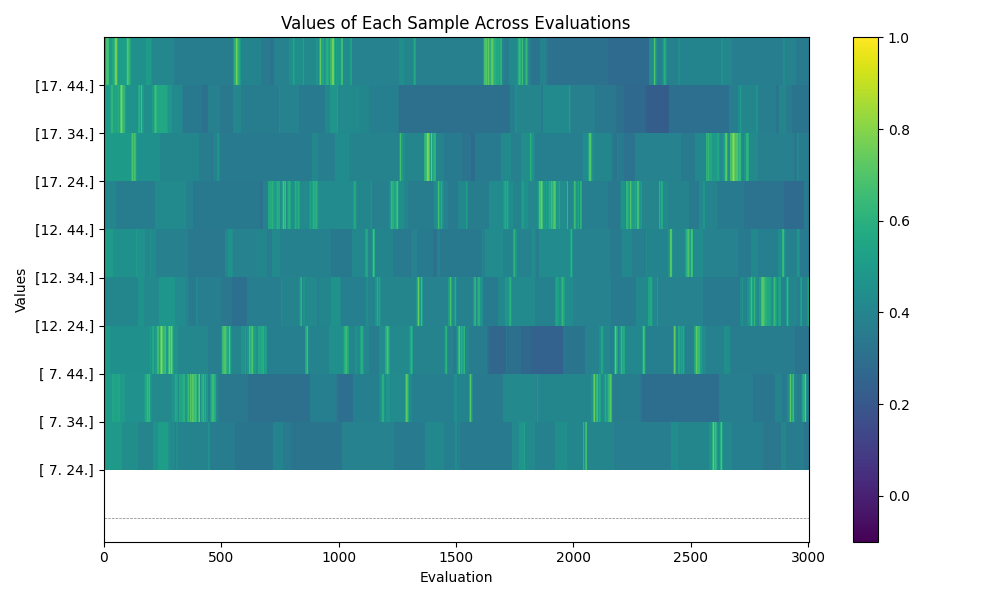 Values of Each Sample Across Evaluations
1.0
[17. 44.]
0.8
[17. 34.]
[17. 24.]
0.6
[12. 44.]
Values
[12. 34.]
0.4
[12. 24.]
[ 7. 44.]
0.2
[ 7. 34.]
[ 7. 24.]
0.0
0 500 1000 1500 2000 2500 3000
Evaluation